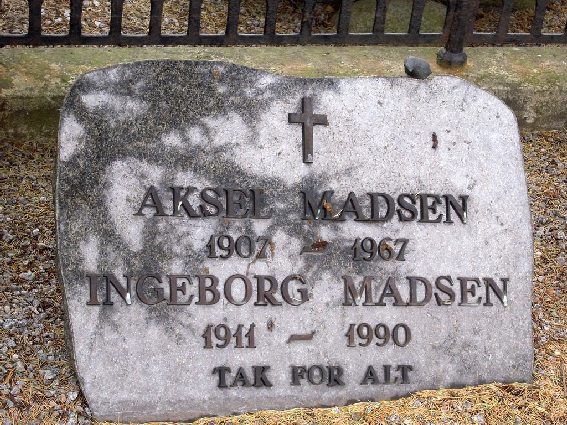 AKSEL MADSEN
1907 - 1967
INGEBORG MADSEN
1911 - 1990
TAK FOR ALT